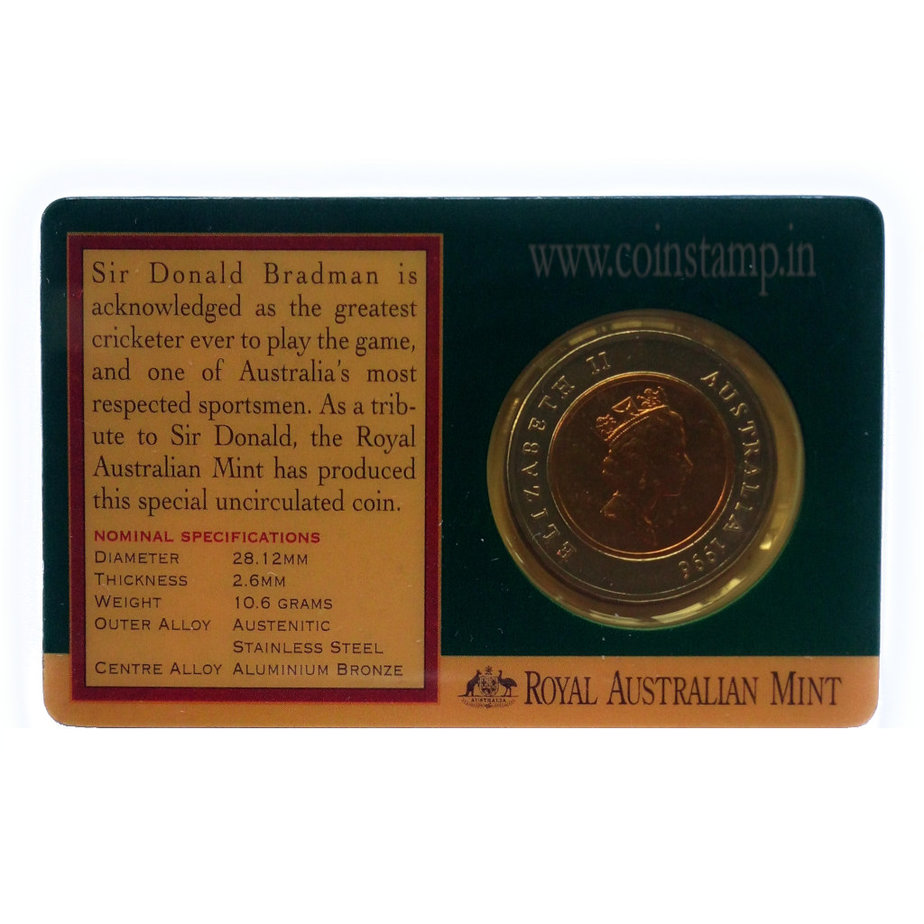 Sir Donald Bradman is
acknowledged as the greatest
cricketer ever to play the game,
and one of Australia's most
respected sportsmen. As a trib-
ute to Sir Donald, the Royal
Australian Mint has produced
this special uncirculated coin.
NOMINAL SPECIFICATIONS
DIAMETER 28.12MM
THICKNESS 2.6MM
WEIGHT 10.6 GRAMS
OUTER ALLOY AUSTENITIC
STAINLESS STEEL
CENTRE ALLOY ALUMINIUM BRONZE
www.coinstamp.in
ELIZABETH II AUSTRALIA 1996
AUSTRALIA
ROYAL AUSTRALIAN MINT